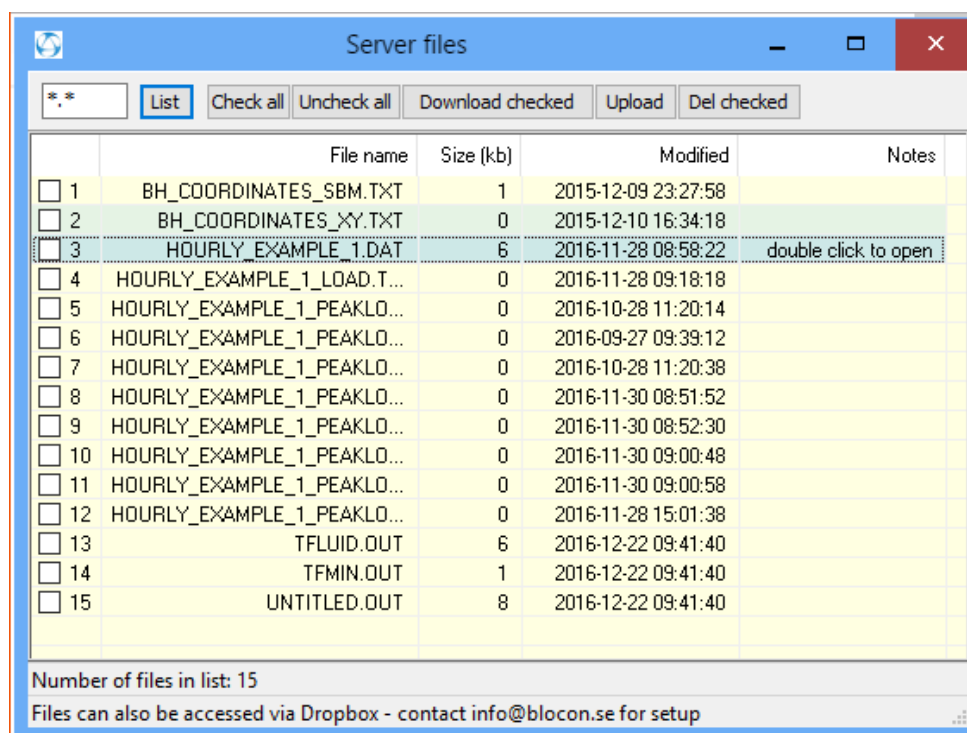 Server files
*.* List Check all Uncheck all Download checked Upload Del checked
File name Size (kb) Modified Notes
1 BH_COORDINATES_SBM.TXT 1 2015-12-09 23:27:58
2 BH_COORDINATES_XY.TXT 0 2015-12-10 16:34:18
3 HOURLY_EXAMPLE_1.DAT 6 2016-11-28 08:58:22 double click to open
4 HOURLY_EXAMPLE_1_LOAD.T... 0 2016-11-28 09:18:18
5 HOURLY_EXAMPLE_1_PEAKLO... 0 2016-10-28 11:20:14
6 HOURLY_EXAMPLE_1_PEAKLO... 0 2016-09-27 09:39:12
7 HOURLY_EXAMPLE_1_PEAKLO... 0 2016-10-28 11:20:38
8 HOURLY_EXAMPLE_1_PEAKLO... 0 2016-11-30 08:51:52
9 HOURLY_EXAMPLE_1_PEAKLO... 0 2016-11-30 08:52:30
10 HOURLY_EXAMPLE_1_PEAKLO... 0 2016-11-30 09:00:48
11 HOURLY_EXAMPLE_1_PEAKLO... 0 2016-11-30 09:00:58
12 HOURLY_EXAMPLE_1_PEAKLO... 0 2016-11-28 15:01:38
13 TFLUID.OUT 6 2016-12-22 09:41:40
14 TFMIN.OUT 1 2016-12-22 09:41:40
15 UNTITLED.OUT 8 2016-12-22 09:41:40
Number of files in list: 15
Files can also be accessed via Dropbox - contact info@blocon.se for setup